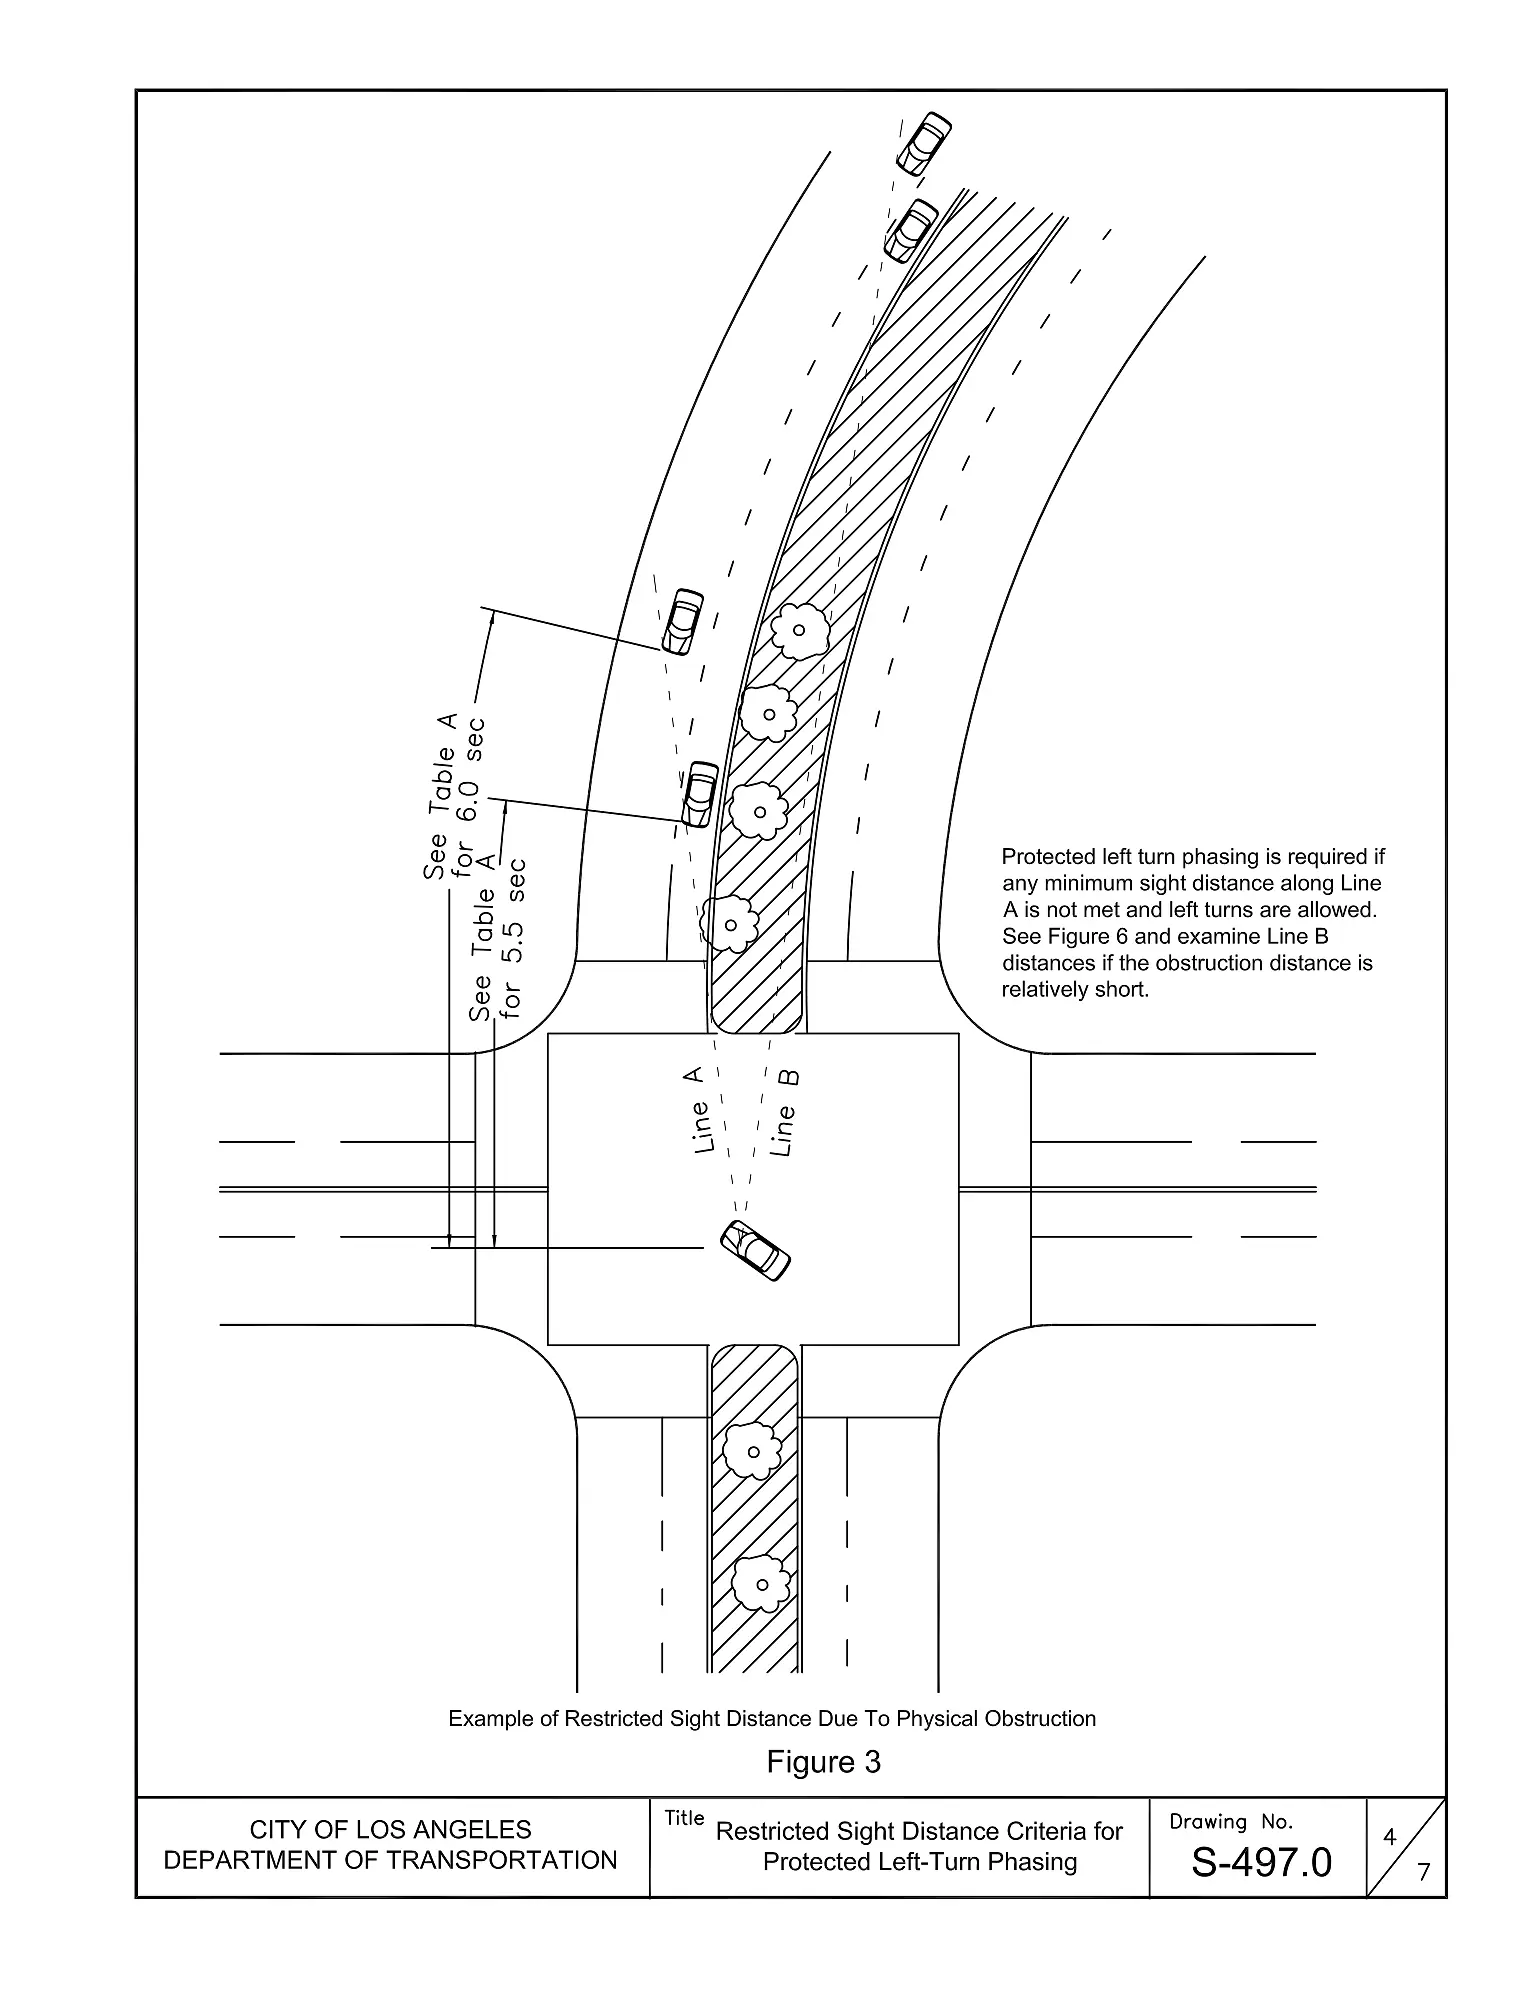 See Table A
for 6.0 sec
See Table A
for 5.5 sec
Protected left turn phasing is required if
any minimum sight distance along Line
A is not met and left turns are allowed.
See Figure 6 and examine Line B
distances if the obstruction distance is
relatively short.
Line A
Line B
Example of Restricted Sight Distance Due To Physical Obstruction
Figure 3
CITY OF LOS ANGELES
DEPARTMENT OF TRANSPORTATION
Title
Restricted Sight Distance Criteria for
Protected Left-Turn Phasing
Drawing No.
S-497.0
4
7